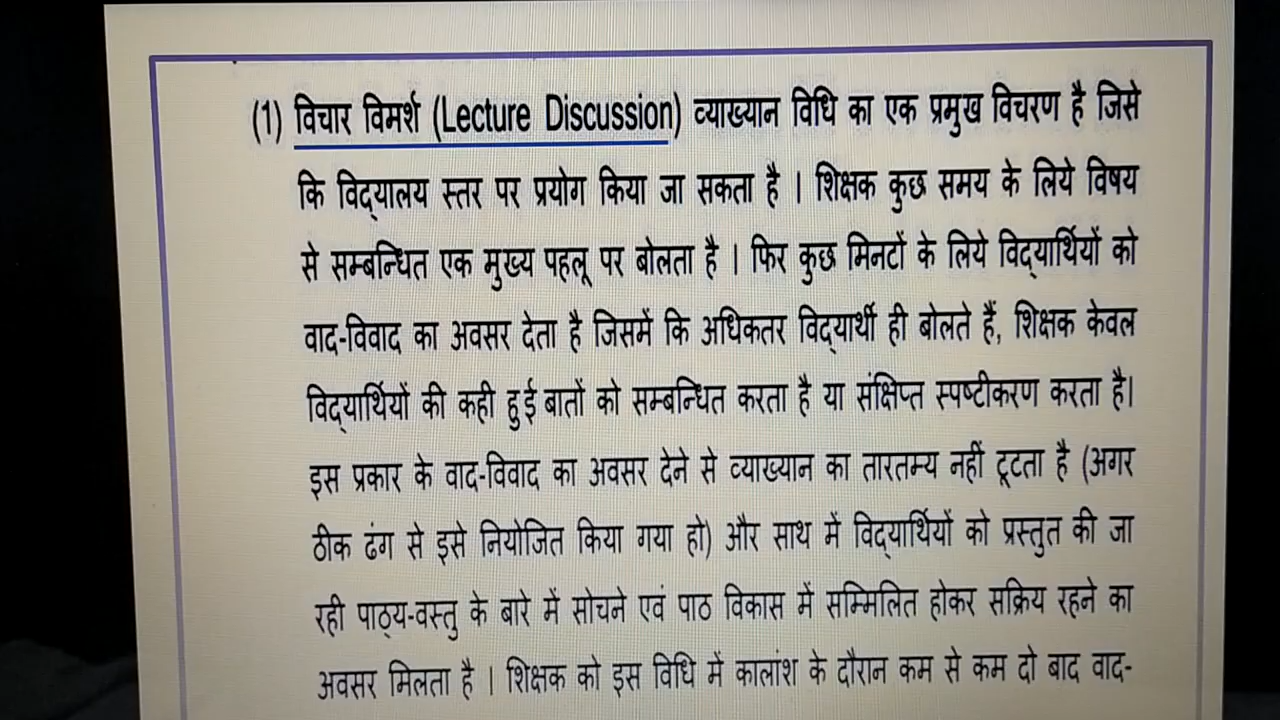 (1) विचार विमर्श (Lecture Discussion) व्याख्यान विधि का एक प्रमुख विचरण है जिसे
कि विद्यालय स्तर पर प्रयोग किया जा सकता है । शिक्षक कुछ समय के लिये विषय
से सम्बन्धित एक मुख्य पहलू पर बोलता है । फिर कुछ मिनटों के लिये विद्यार्थियों को
वाद-विवाद का अवसर देता है जिसमें कि अधिकतर विद्यार्थी ही बोलते हैं, शिक्षक केवल
विद्यार्थियों की कही हुई बातों को सम्बन्धित करता है या संक्षिप्त स्पष्टीकरण करता है।
इस प्रकार के वाद-विवाद का अवसर देने से व्याख्यान का तारतम्य नहीं टूटता है (अगर
ठीक ढंग से इसे नियोजित किया गया हो) और साथ में विद्यार्थियों को प्रस्तुत की जा
रही पाठ्य-वस्तु के बारे में सोचने एवं पाठ विकास में सम्मिलित होकर सक्रिय रहने का
अवसर मिलता है । शिक्षक को इस विधि में कालांश के दौरान कम से कम दो बाद वाद-